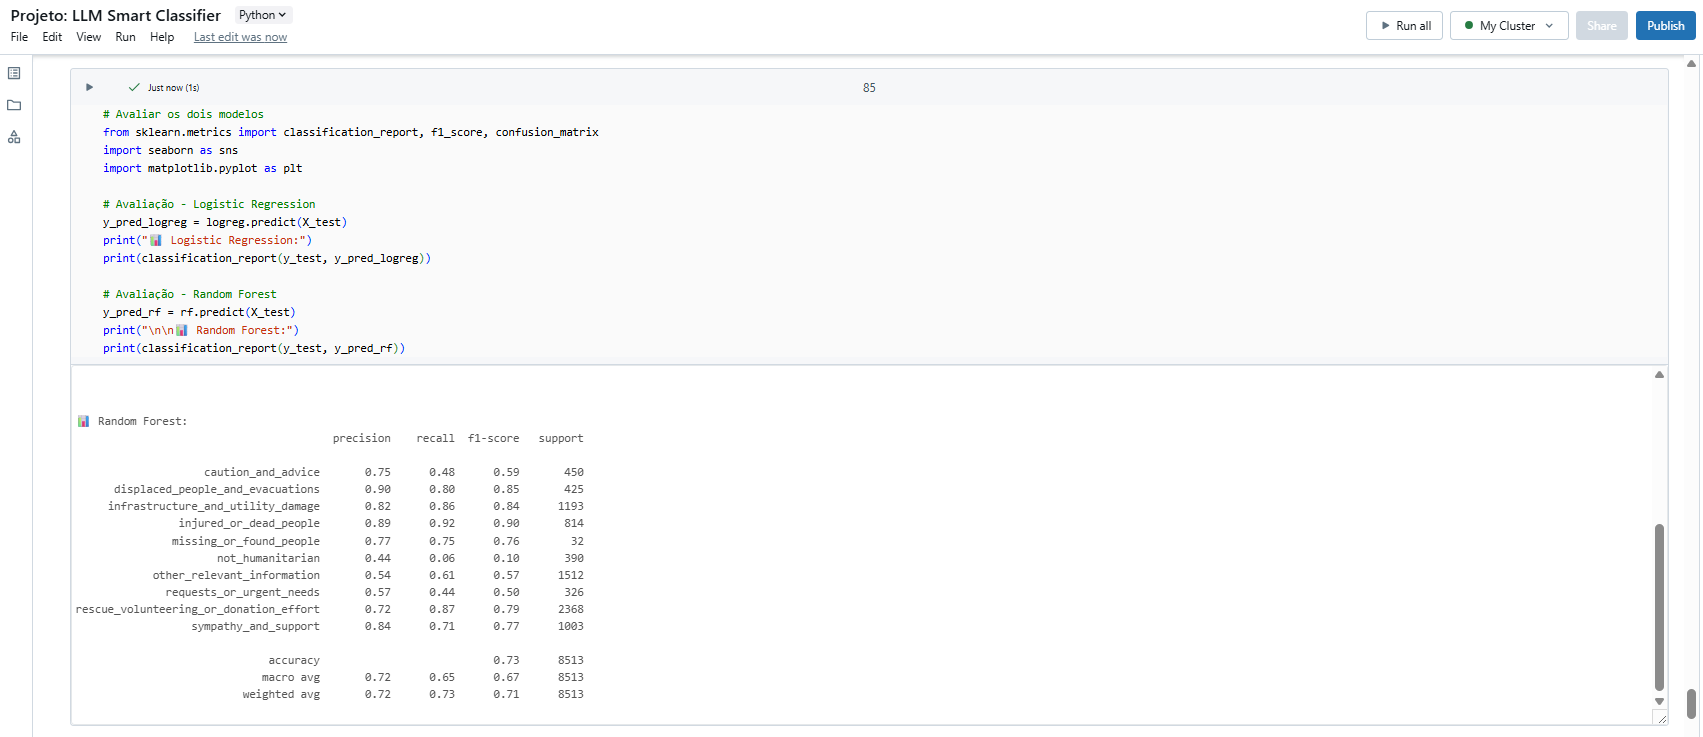 Projeto: LLM Smart Classifier Python
File Edit View Run Help Last edit was now
Run all My Cluster Share Publish
Just now (1s) 85
# Avaliar os dois modelos
from sklearn.metrics import classification_report, f1_score, confusion_matrix
import seaborn as sns
import matplotlib.pyplot as plt
# Avaliação - Logistic Regression
y_pred_logreg = logreg.predict(X_test)
print("📊 Logistic Regression:")
print(classification_report(y_test, y_pred_logreg))
# Avaliação - Random Forest
y_pred_rf = rf.predict(X_test)
print("\n\n📊 Random Forest:")
print(classification_report(y_test, y_pred_rf))
📊 Random Forest:
precision recall f1-score support
caution_and_advice 0.75 0.48 0.59 450
displaced_people_and_evacuations 0.90 0.80 0.85 425
infrastructure_and_utility_damage 0.82 0.86 0.84 1193
injured_or_dead_people 0.89 0.92 0.90 814
missing_or_found_people 0.77 0.75 0.76 32
not_humanitarian 0.44 0.06 0.10 390
other_relevant_information 0.54 0.61 0.57 1512
requests_or_urgent_needs 0.57 0.44 0.50 326
rescue_volunteering_or_donation_effort 0.72 0.87 0.79 2368
sympathy_and_support 0.84 0.71 0.77 1003
accuracy 0.73 8513
macro avg 0.72 0.65 0.67 8513
weighted avg 0.72 0.73 0.71 8513